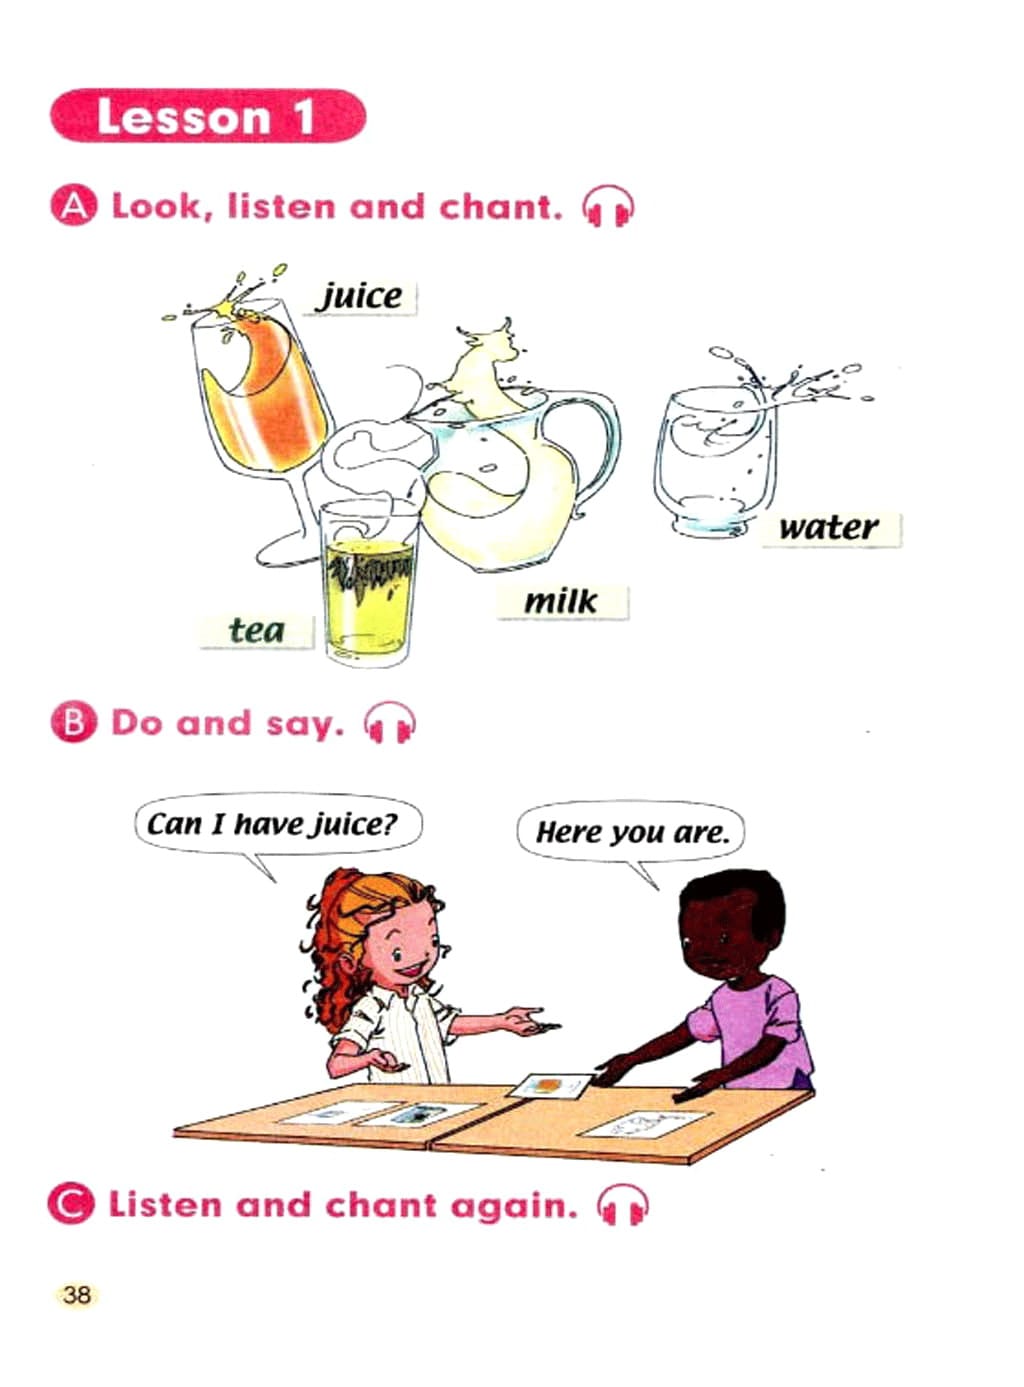 Lesson 1
A Look, listen and chant.
juice
water
milk
tea
B Do and say.
Can I have juice?
Here you are.
C Listen and chant again.
38